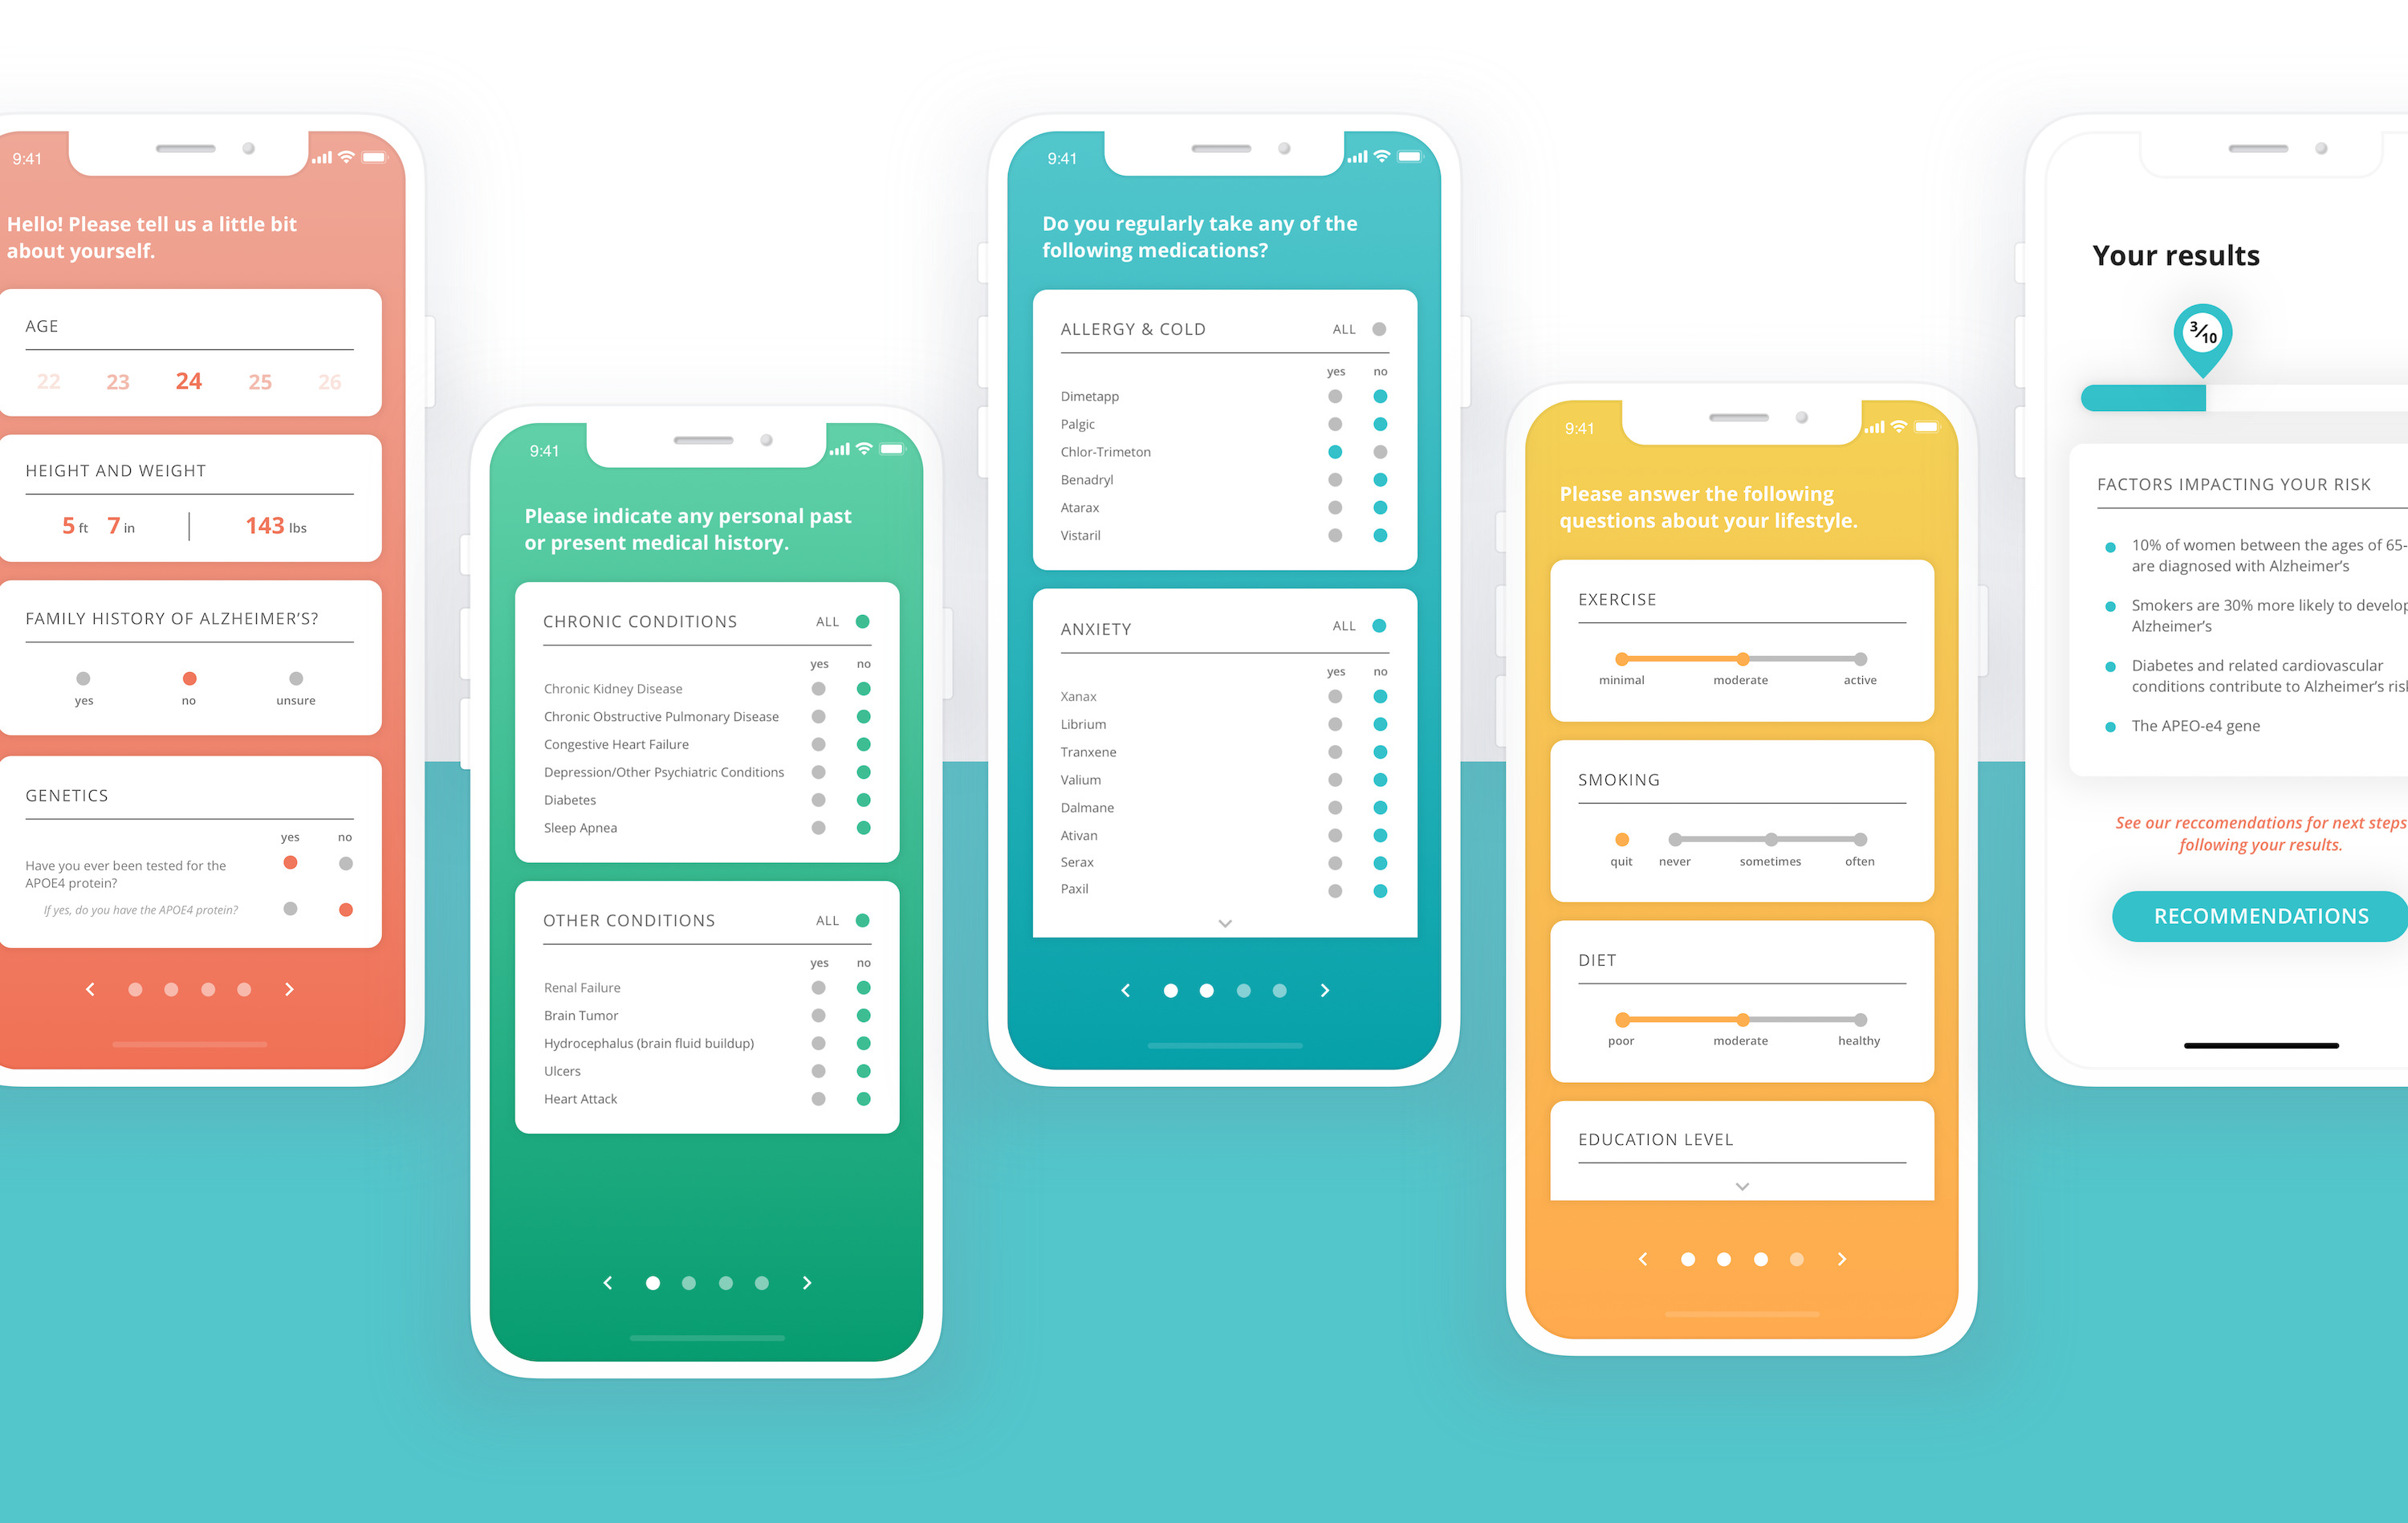 9:41
Hello! Please tell us a little bit
about yourself.
AGE
22 23 24 25 26
HEIGHT AND WEIGHT
5 ft 7 in 143 lbs
FAMILY HISTORY OF ALZHEIMER’S?
yes no unsure
GENETICS
yes no
Have you ever been tested for the
APOE4 protein?
If yes, do you have the APOE4 protein?
9:41
Please indicate any personal past
or present medical history.
CHRONIC CONDITIONS ALL
yes no
Chronic Kidney Disease
Chronic Obstructive Pulmonary Disease
Congestive Heart Failure
Depression/Other Psychiatric Conditions
Diabetes
Sleep Apnea
OTHER CONDITIONS ALL
yes no
Renal Failure
Brain Tumor
Hydrocephalus (brain fluid buildup)
Ulcers
Heart Attack
9:41
Do you regularly take any of the
following medications?
ALLERGY & COLD ALL
yes no
Dimetapp
Palgic
Chlor-Trimeton
Benadryl
Atarax
Vistaril
ANXIETY ALL
yes no
Xanax
Librium
Tranxene
Valium
Dalmane
Ativan
Serax
Paxil
9:41
Please answer the following
questions about your lifestyle.
EXERCISE
minimal moderate active
SMOKING
quit never sometimes often
DIET
poor moderate healthy
EDUCATION LEVEL
Your results
3/10
FACTORS IMPACTING YOUR RISK
10% of women between the ages of 65-
are diagnosed with Alzheimer’s
Smokers are 30% more likely to develop
Alzheimer’s
Diabetes and related cardiovascular
conditions contribute to Alzheimer’s risk
The APEO-e4 gene
See our reccomendations for next steps
following your results.
RECOMMENDATIONS